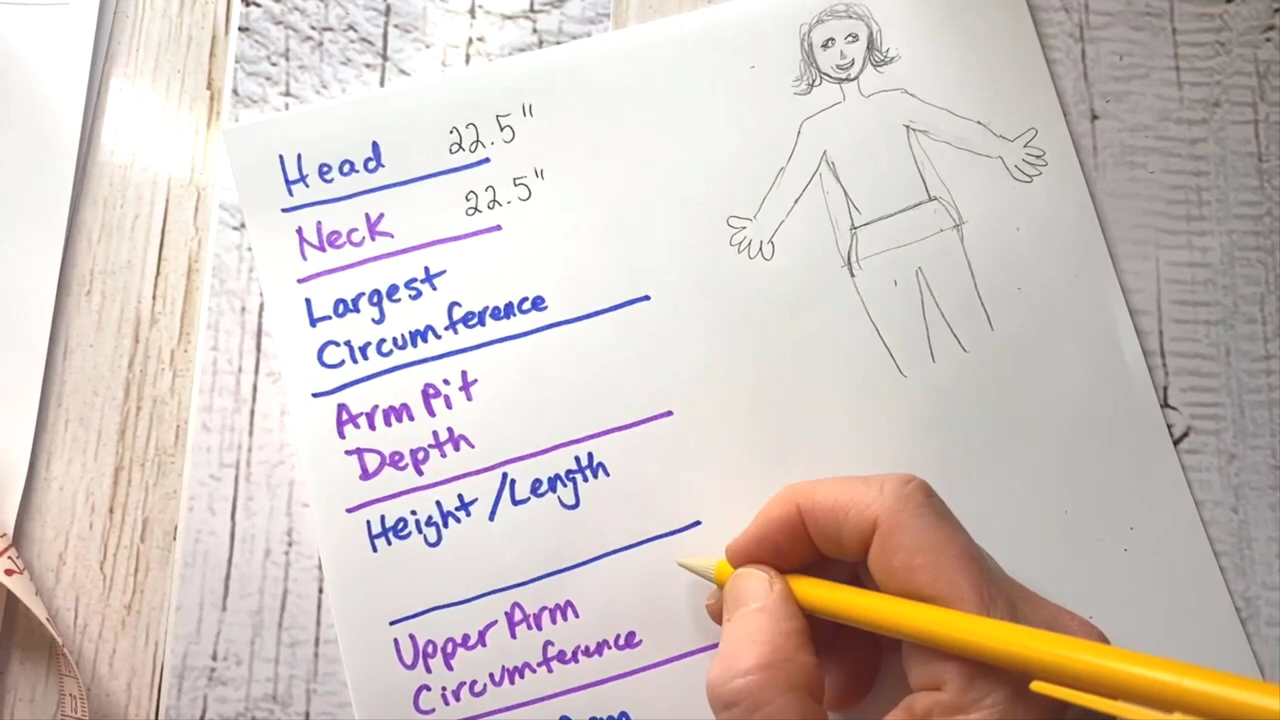 Head 22.5"
Neck 22.5"
Largest
Circumference
Arm Pit
Depth
Height/Length
Upper Arm
Circumference